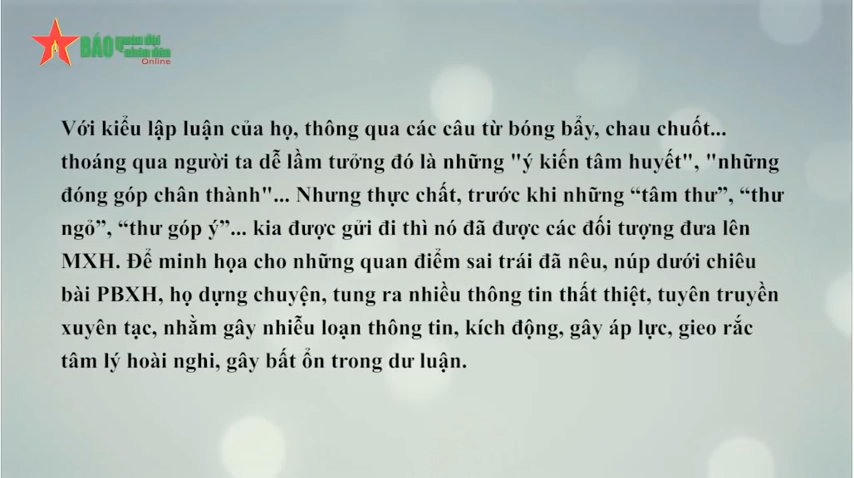 BÁO quân đội nhân dân
Online
Với kiểu lập luận của họ, thông qua các câu từ bóng bẩy, chau chuốt...
thoáng qua người ta dễ lầm tưởng đó là những "ý kiến tâm huyết", "những
đóng góp chân thành"... Nhưng thực chất, trước khi những “tâm thư”, “thư
ngỏ”, “thư góp ý”... kia được gửi đi thì nó đã được các đối tượng đưa lên
MXH. Để minh họa cho những quan điểm sai trái đã nêu, núp dưới chiêu
bài PBXH, họ dựng chuyện, tung ra nhiều thông tin thất thiệt, tuyên truyền
xuyên tạc, nhằm gây nhiễu loạn thông tin, kích động, gây áp lực, gieo rắc
tâm lý hoài nghi, gây bất ổn trong dư luận.